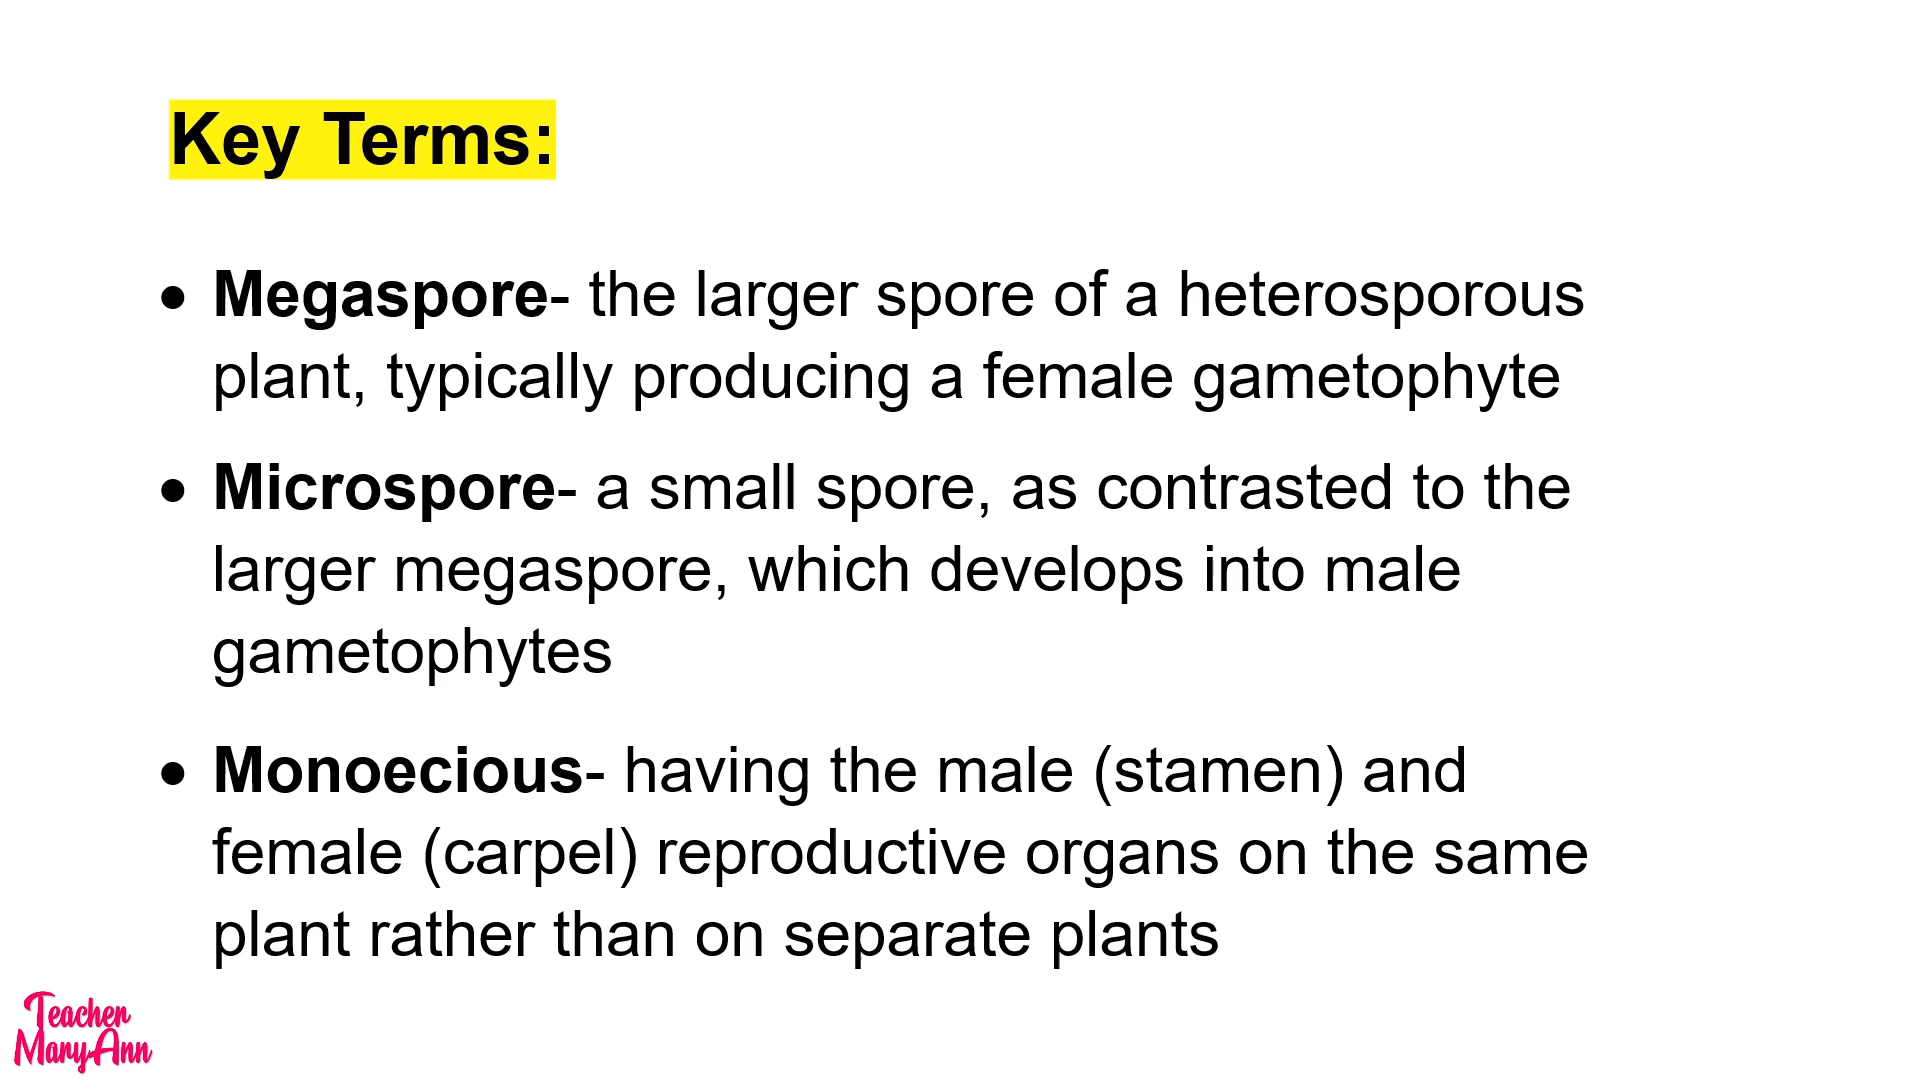 Key Terms:
• Megaspore- the larger spore of a heterosporous
plant, typically producing a female gametophyte
• Microspore- a small spore, as contrasted to the
larger megaspore, which develops into male
gametophytes
• Monoecious- having the male (stamen) and
female (carpel) reproductive organs on the same
plant rather than on separate plants
Teacher
MaryAnn